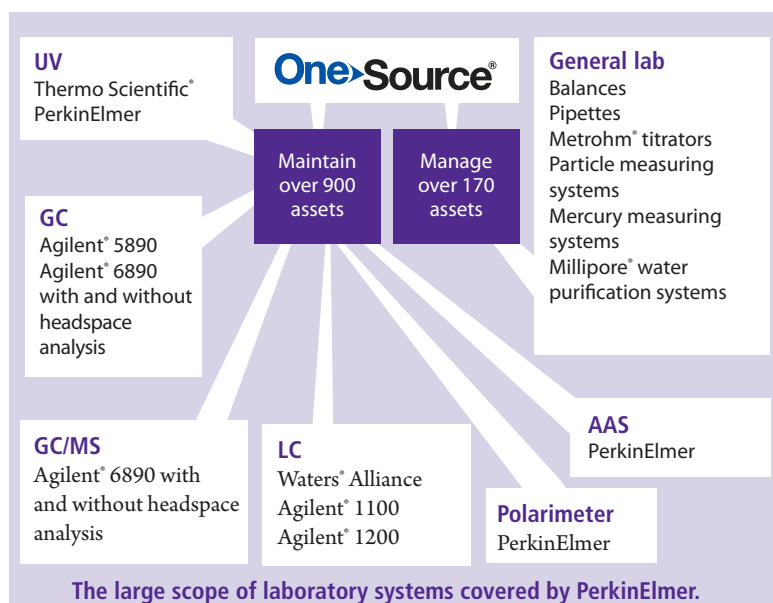 UV
Thermo Scientific®
PerkinElmer
One Source®
Maintain
over 900
assets
Manage
over 170
assets
General lab
Balances
Pipettes
Metrohm® titrators
Particle measuring
systems
Mercury measuring
systems
Millipore® water
purification systems
GC
Agilent® 5890
Agilent® 6890
with and without
headspace
analysis
GC/MS
Agilent® 6890 with
and without headspace
analysis
LC
Waters® Alliance
Agilent® 1100
Agilent® 1200
Polarimeter
PerkinElmer
AAS
PerkinElmer
The large scope of laboratory systems covered by PerkinElmer.